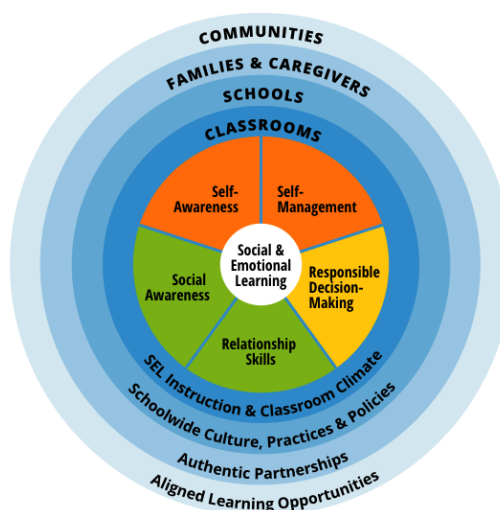 COMMUNITIES
FAMILIES & CAREGIVERS
SCHOOLS
CLASSROOMS
Self-
Awareness
Self-
Management
Social &
Emotional
Learning
Social
Awareness
Responsible
Decision-
Making
Relationship
Skills
SEL Instruction & Classroom Climate
Schoolwide Culture, Practices & Policies
Authentic Partnerships
Aligned Learning Opportunities